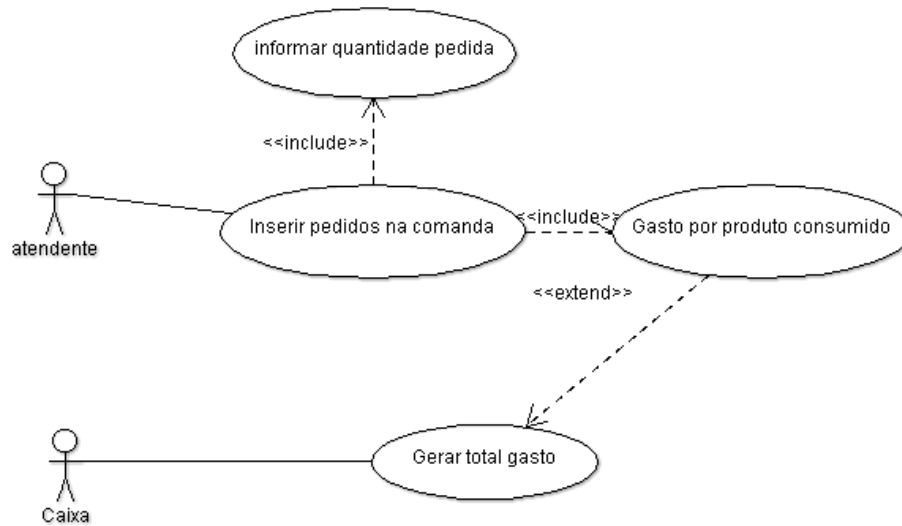 informar quantidade pedida
<<include>>
atendente
Inserir pedidos na comanda
<<include>>
Gasto por produto consumido
<<extend>>
Gerar total gasto
Caixa